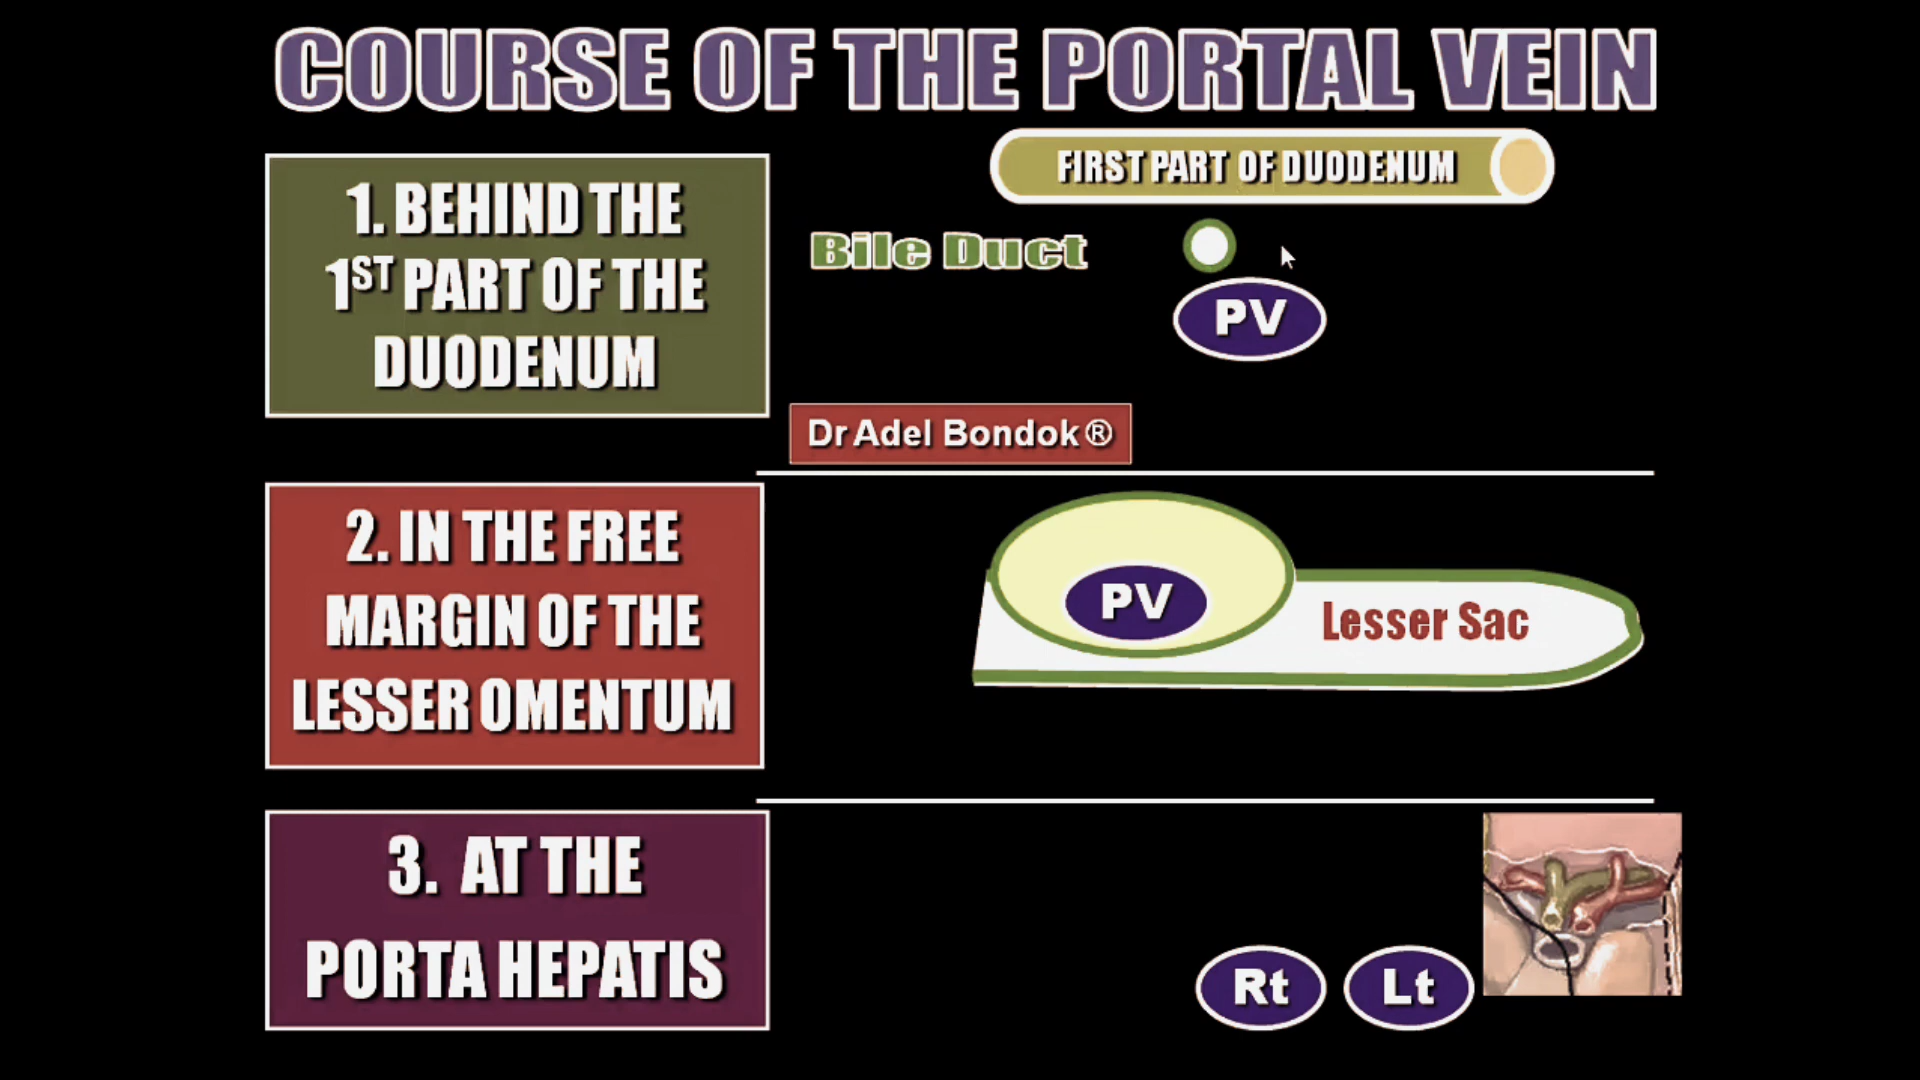 COURSE OF THE PORTAL VEIN
FIRST PART OF DUODENUM
1. BEHIND THE
1ST PART OF THE
DUODENUM
Bile Duct
PV
Dr Adel Bondok ®
2. IN THE FREE
MARGIN OF THE
LESSER OMENTUM
PV
Lesser Sac
3. AT THE
PORTA HEPATIS
Rt
Lt